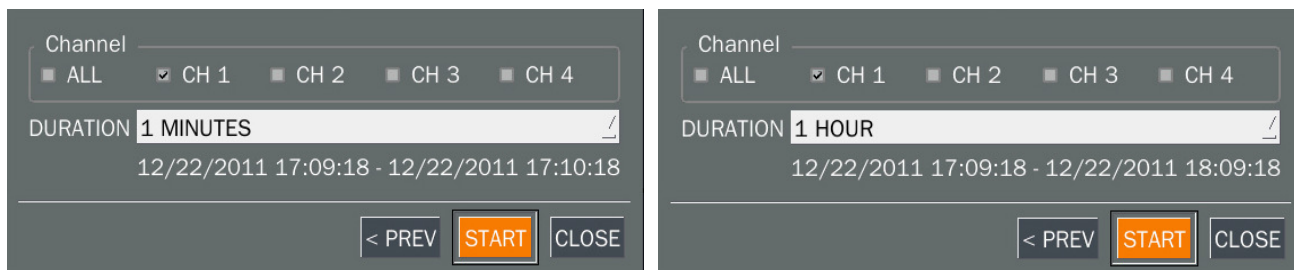 Channel
ALL CH 1 CH 2 CH 3 CH 4
DURATION 1 MINUTES
12/22/2011 17:09:18 - 12/22/2011 17:10:18
< PREV START CLOSE
Channel
ALL CH 1 CH 2 CH 3 CH 4
DURATION 1 HOUR
12/22/2011 17:09:18 - 12/22/2011 18:09:18
< PREV START CLOSE